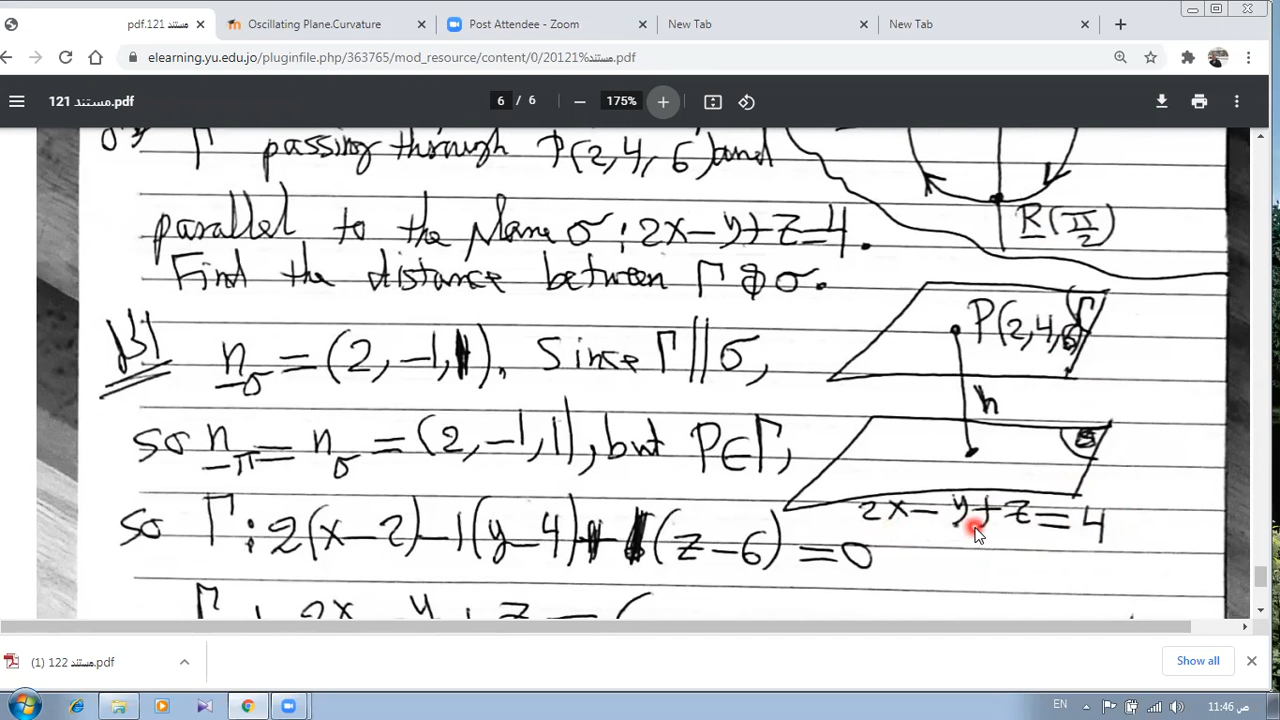 مستند 121.pdf
Oscillating Plane.Curvature
Post Attendee - Zoom
New Tab
New Tab
elearning.yu.edu.jo/pluginfile.php/363765/mod_resource/content/0/20121%مستند.pdf
مستند 121.pdf
6 / 6
175%
Γ passing through P(2,4,6) and
parallel to the plane σ: 2x-y+z=4.
Find the distance between Γ & σ.
R(π/2)
P(2,4,6)
Γ
h
n_σ = (2,-1,1). Since Γ||σ,
so n_π = n_σ = (2,-1,1), but P∈Γ,
2x-y+z=4
so Γ: 2(x-2)-1(y-4)+1(z-6)=0
Γ: 2x-y+z=6
مستند 122 (1).pdf
Show all
EN
11:46 ص